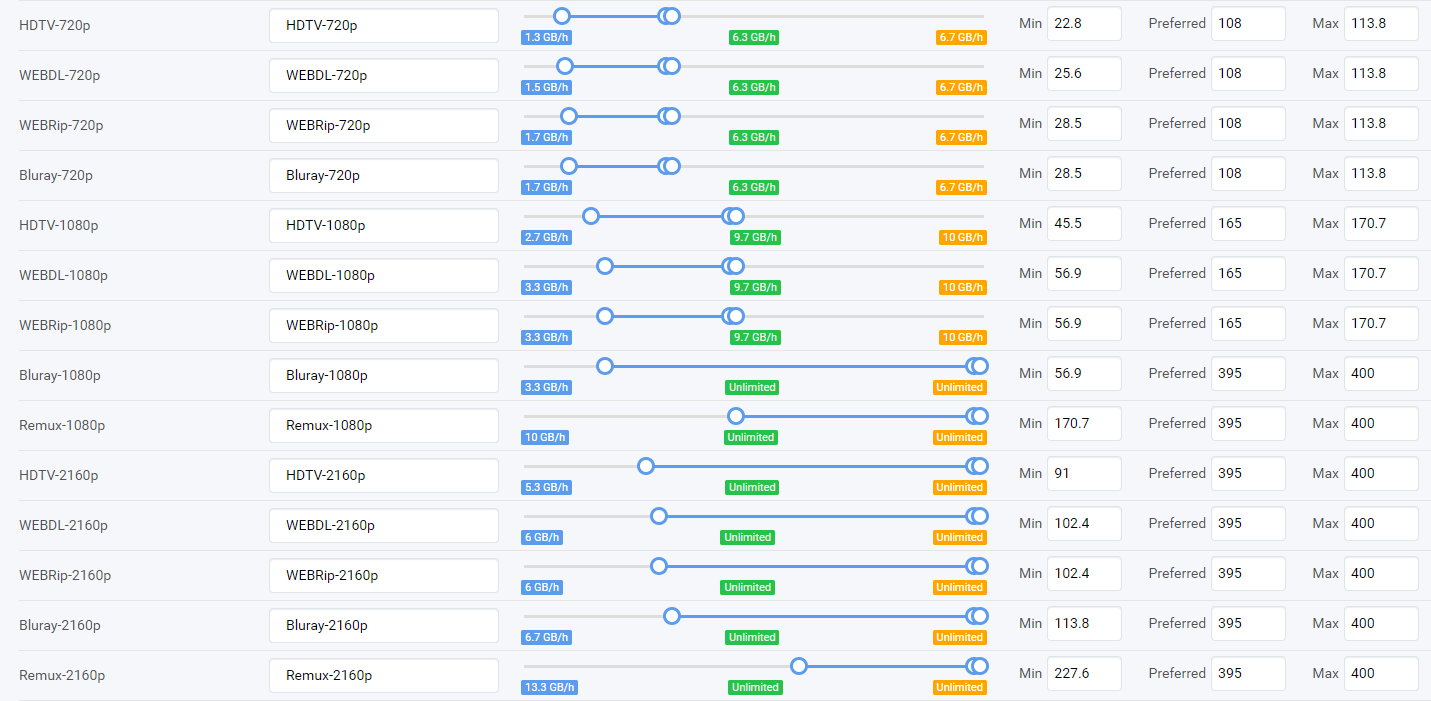 HDTV-720p HDTV-720p Min 22.8 Preferred 108 Max 113.8
1.3 GB/h 6.3 GB/h 6.7 GB/h
WEBDL-720p WEBDL-720p Min 25.6 Preferred 108 Max 113.8
1.5 GB/h 6.3 GB/h 6.7 GB/h
WEBRip-720p WEBRip-720p Min 28.5 Preferred 108 Max 113.8
1.7 GB/h 6.3 GB/h 6.7 GB/h
Bluray-720p Bluray-720p Min 28.5 Preferred 108 Max 113.8
1.7 GB/h 6.3 GB/h 6.7 GB/h
HDTV-1080p HDTV-1080p Min 45.5 Preferred 165 Max 170.7
2.7 GB/h 9.7 GB/h 10 GB/h
WEBDL-1080p WEBDL-1080p Min 56.9 Preferred 165 Max 170.7
3.3 GB/h 9.7 GB/h 10 GB/h
WEBRip-1080p WEBRip-1080p Min 56.9 Preferred 165 Max 170.7
3.3 GB/h 9.7 GB/h 10 GB/h
Bluray-1080p Bluray-1080p Min 56.9 Preferred 395 Max 400
3.3 GB/h Unlimited Unlimited
Remux-1080p Remux-1080p Min 170.7 Preferred 395 Max 400
10 GB/h Unlimited Unlimited
HDTV-2160p HDTV-2160p Min 91 Preferred 395 Max 400
5.3 GB/h Unlimited Unlimited
WEBDL-2160p WEBDL-2160p Min 102.4 Preferred 395 Max 400
6 GB/h Unlimited Unlimited
WEBRip-2160p WEBRip-2160p Min 102.4 Preferred 395 Max 400
6 GB/h Unlimited Unlimited
Bluray-2160p Bluray-2160p Min 113.8 Preferred 395 Max 400
6.7 GB/h Unlimited Unlimited
Remux-2160p Remux-2160p Min 227.6 Preferred 395 Max 400
13.3 GB/h Unlimited Unlimited